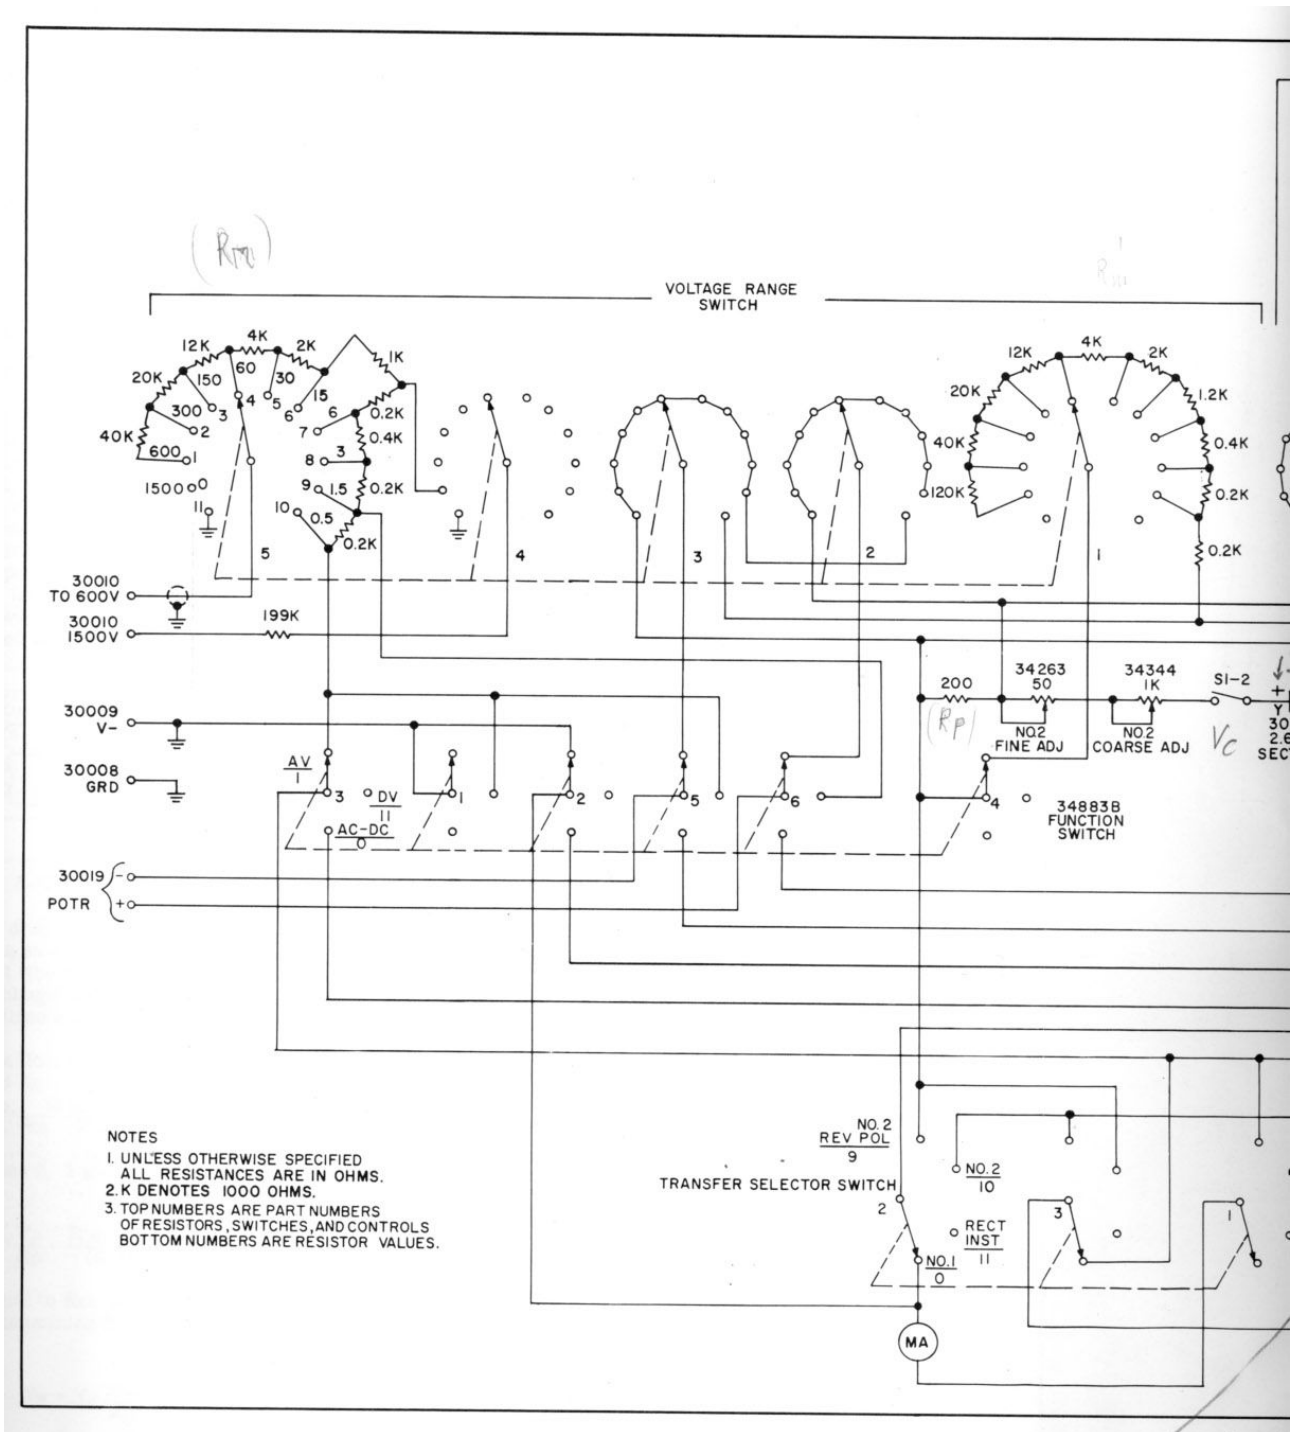 (Rm)
VOLTAGE RANGE
SWITCH
40K
20K
12K
4K
2K
1K
0.2K
0.4K
0.2K
0.2K
600
300
150
60
30
15
6
3
1.5
0.5
1500
1
2
3
4
5
6
7
8
9
10
0
11
5
4
3
2
1
120K
40K
20K
12K
4K
2K
1.2K
0.4K
0.2K
0.2K
30010
TO 600V
30010
1500V
199K
30009
V-
30008
GRD
30019
POTR
-
+
AV
1
DV
11
AC-DC
0
3
1
2
5
6
4
200
(Rp)
34263
50
NO.2
FINE ADJ
34344
1K
NO.2
COARSE ADJ
S1-2
Vc
+
Y
30
2.6
SEC
34883B
FUNCTION
SWITCH
NO. 2
REV POL
9
TRANSFER SELECTOR SWITCH
2
NO. 2
10
RECT
INST
11
NO. 1
0
3
1
MA
NOTES
1. UNLESS OTHERWISE SPECIFIED
ALL RESISTANCES ARE IN OHMS.
2. K DENOTES 1000 OHMS.
3. TOP NUMBERS ARE PART NUMBERS
OF RESISTORS, SWITCHES, AND CONTROLS
BOTTOM NUMBERS ARE RESISTOR VALUES.